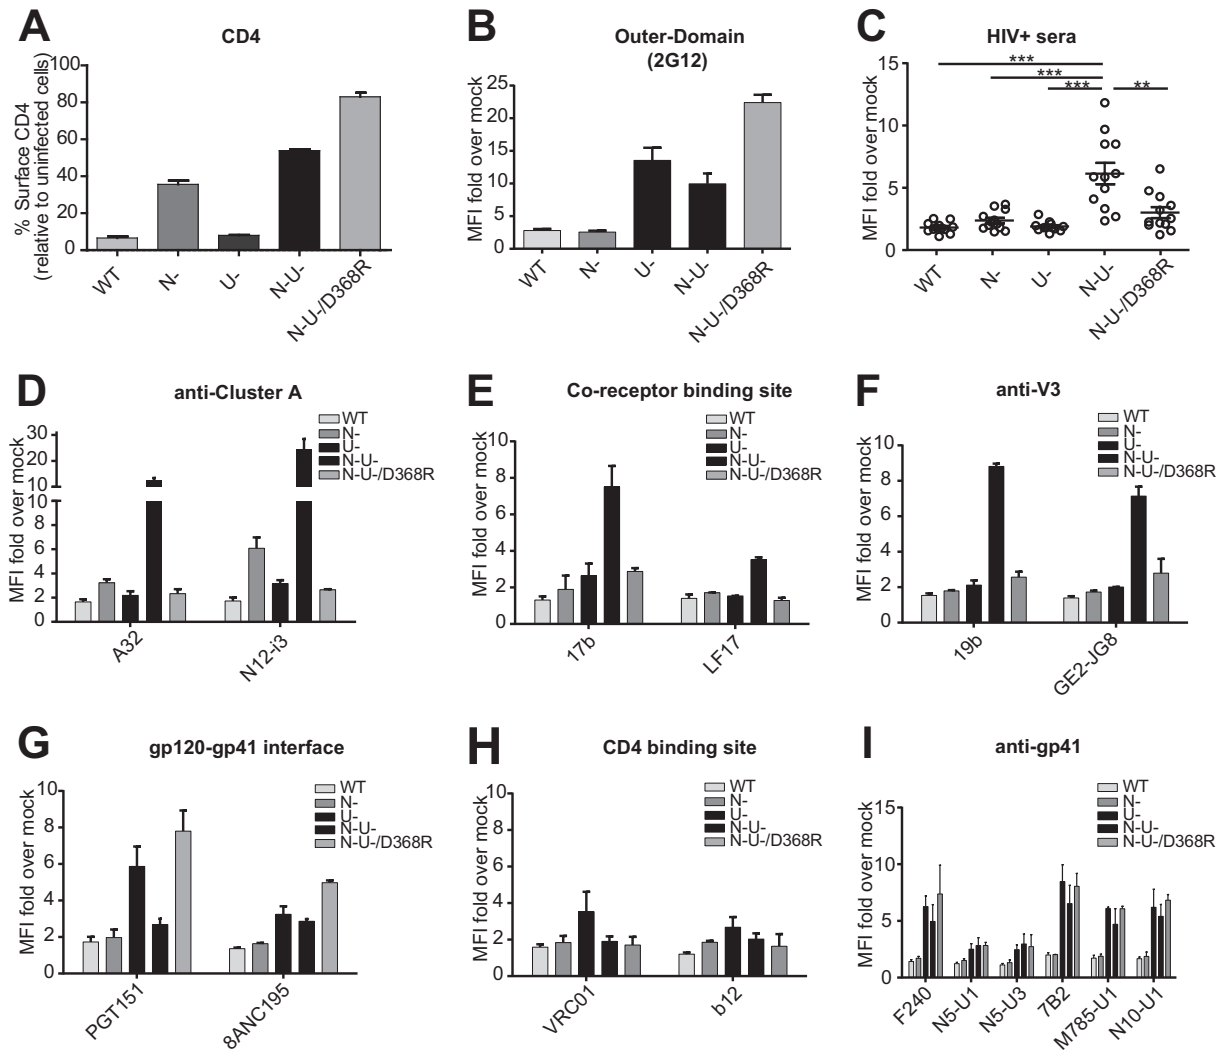 A
CD4
% Surface CD4
(relative to uninfected cells)
100
80
60
40
20
0
WT
N-
U-
N-U-
N-U-/D368R
B
Outer-Domain
(2G12)
MFI fold over mock
25
20
15
10
5
0
WT
N-
U-
N-U-
N-U-/D368R
C
HIV+ sera
MFI fold over mock
15
10
5
0
***
***
***
**
WT
N-
U-
N-U-
N-U-/D368R
D
anti-Cluster A
MFI fold over mock
30
20
10
10
8
6
4
2
0
WT
N-
U-
N-U-
N-U-/D368R
A32
N12-i3
E
Co-receptor binding site
MFI fold over mock
10
8
6
4
2
0
WT
N-
U-
N-U-
N-U-/D368R
17b
LF17
F
anti-V3
MFI fold over mock
10
8
6
4
2
0
WT
N-
U-
N-U-
N-U-/D368R
19b
GE2-JG8
G
gp120-gp41 interface
MFI fold over mock
10
8
6
4
2
0
WT
N-
U-
N-U-
N-U-/D368R
PGT151
8ANC195
H
CD4 binding site
MFI fold over mock
10
8
6
4
2
0
WT
N-
U-
N-U-
N-U-/D368R
VRC01
b12
I
anti-gp41
MFI fold over mock
15
10
5
0
WT
N-
U-
N-U-
N-U-/D368R
F240
N5-U1
N5-U3
7B2
M785-U1
N10-U1